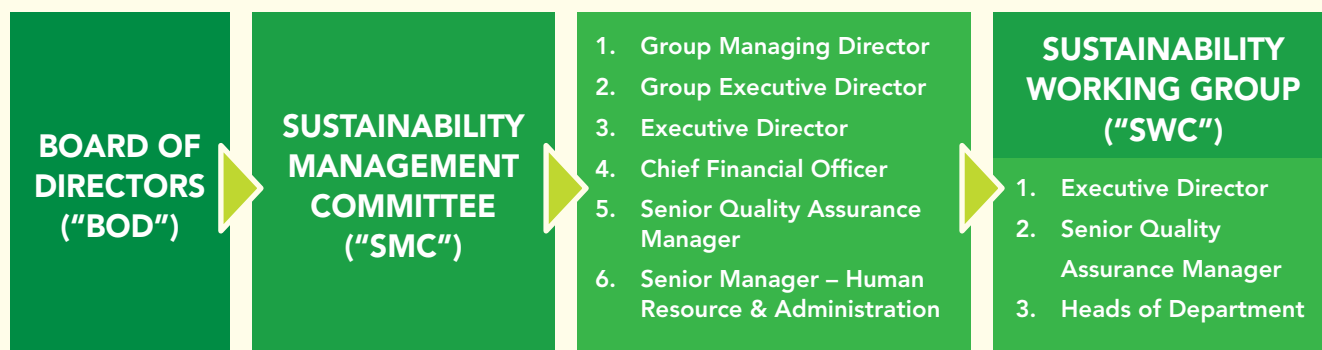 BOARD OF
DIRECTORS
(“BOD”)
SUSTAINABILITY
MANAGEMENT
COMMITTEE
(“SMC”)
1. Group Managing Director
2. Group Executive Director
3. Executive Director
4. Chief Financial Officer
5. Senior Quality Assurance
Manager
6. Senior Manager – Human
Resource & Administration
SUSTAINABILITY
WORKING GROUP
(“SWC”)
1. Executive Director
2. Senior Quality
Assurance Manager
3. Heads of Department